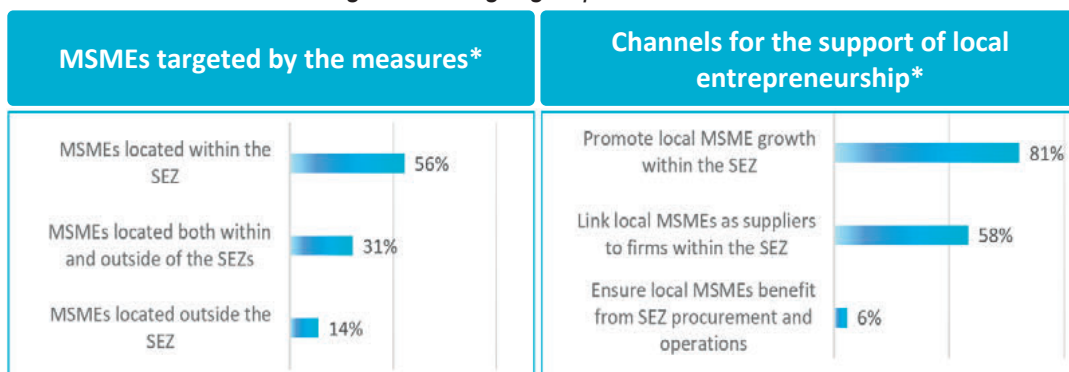 MSMEs targeted by the measures*
Channels for the support of local
entrepreneurship*
MSMEs located within the
SEZ
56%
MSMEs located both within
and outside of the SEZs
31%
MSMEs located outside the
SEZ
14%
Promote local MSME growth
within the SEZ
81%
Link local MSMEs as suppliers
to firms within the SEZ
58%
Ensure local MSMEs benefit
from SEZ procurement and
operations
6%